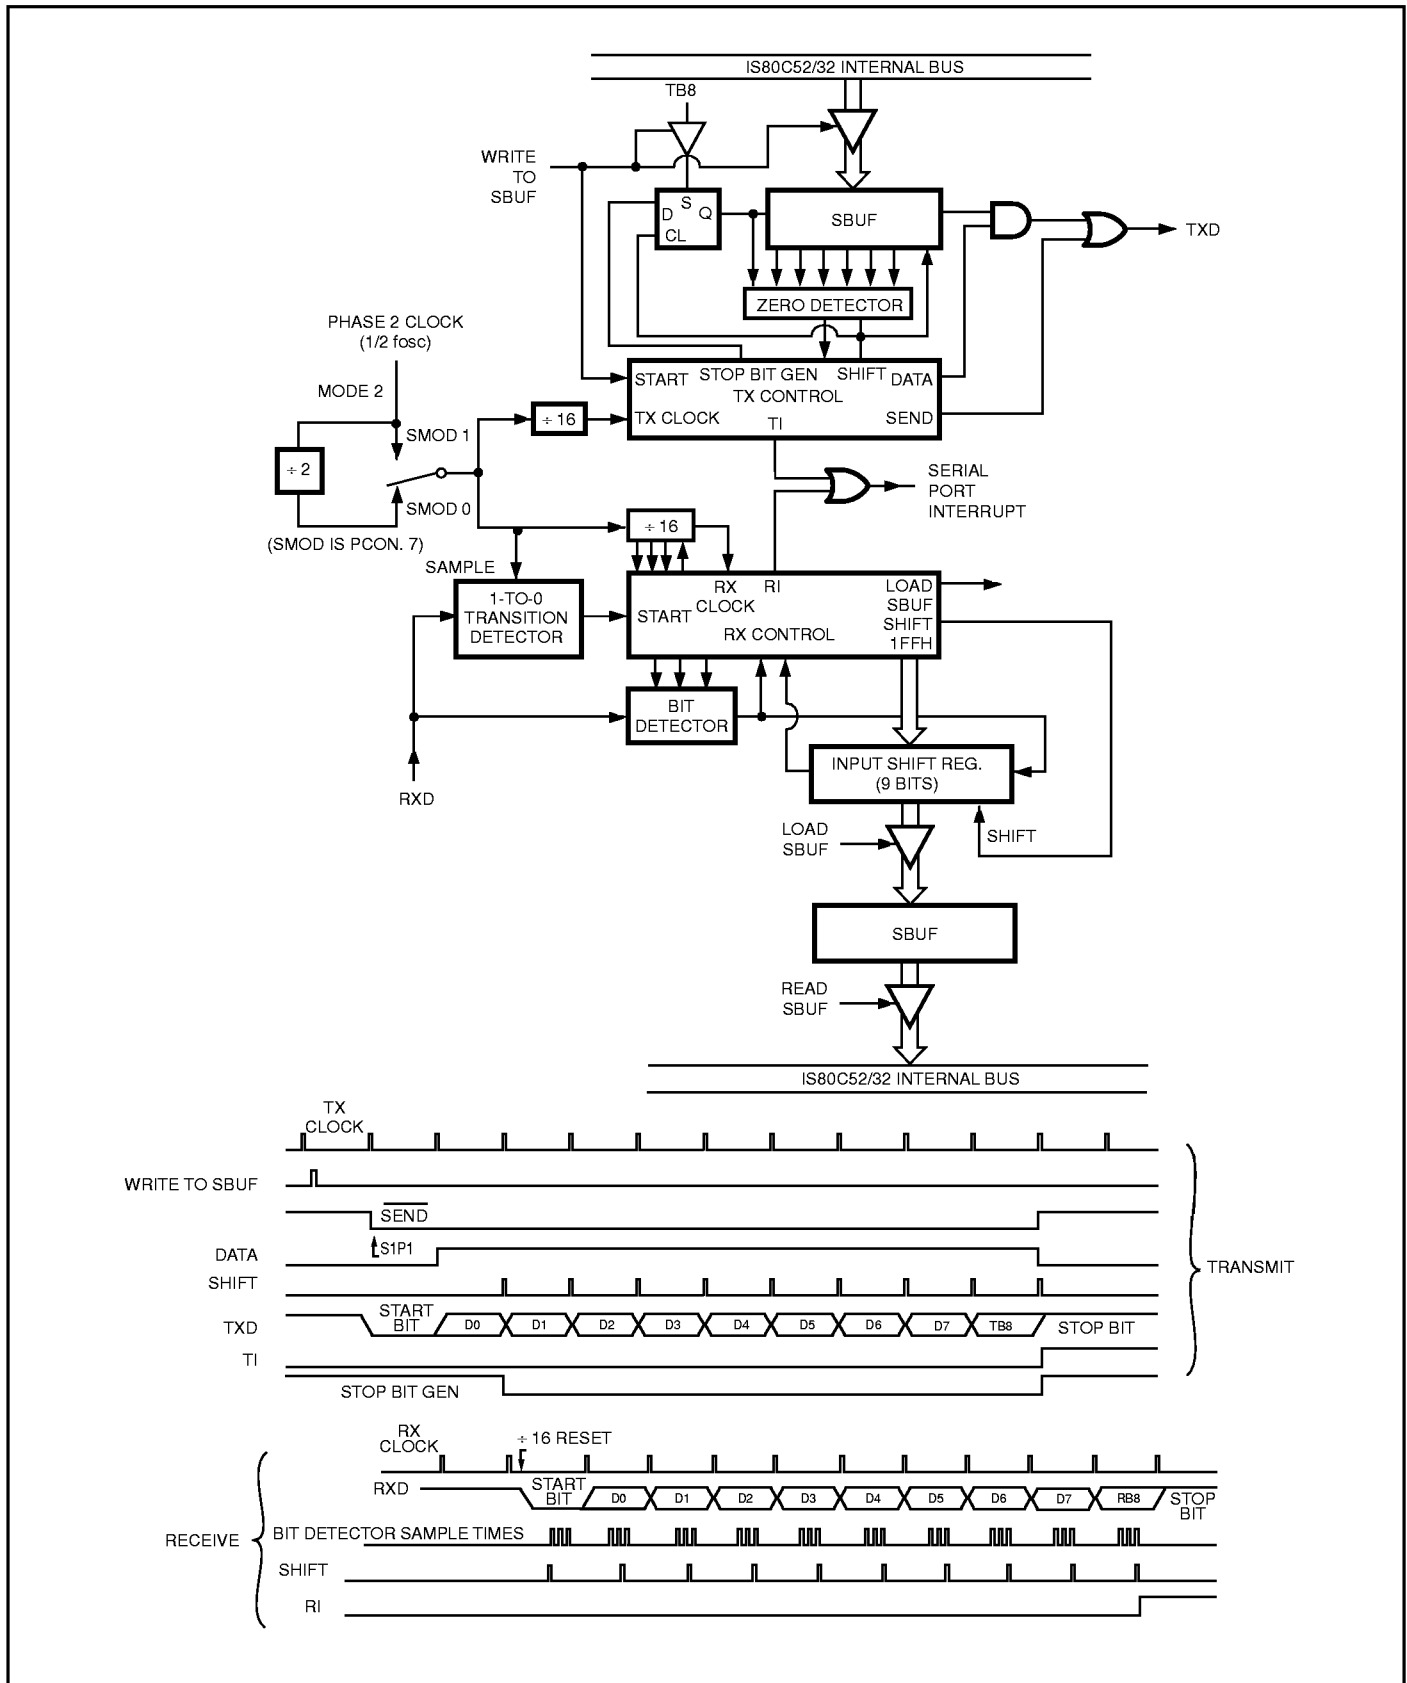 IS80C52/32 INTERNAL BUS
TB8
WRITE
TO
SBUF
S
D
Q
CL
SBUF
TXD
ZERO DETECTOR
PHASE 2 CLOCK
(1/2 fosc)
MODE 2
START
STOP BIT GEN
SHIFT
DATA
TX CONTROL
TX CLOCK
TI
SEND
÷ 16
SMOD 1
÷ 2
SMOD 0
(SMOD IS PCON. 7)
SERIAL
PORT
INTERRUPT
÷ 16
SAMPLE
1-TO-0
TRANSITION
DETECTOR
START
RX
CLOCK
RI
RX CONTROL
LOAD
SBUF
SHIFT
1FFH
BIT
DETECTOR
RXD
INPUT SHIFT REG.
(9 BITS)
LOAD
SBUF
SHIFT
SBUF
READ
SBUF
IS80C52/32 INTERNAL BUS
TX
CLOCK
WRITE TO SBUF
SEND
S1P1
DATA
SHIFT
TRANSMIT
TXD
START
BIT
D0
D1
D2
D3
D4
D5
D6
D7
TB8
STOP BIT
TI
STOP BIT GEN
RX
CLOCK
÷ 16 RESET
RXD
START
BIT
D0
D1
D2
D3
D4
D5
D6
D7
RB8
STOP
BIT
RECEIVE
BIT DETECTOR SAMPLE TIMES
SHIFT
RI